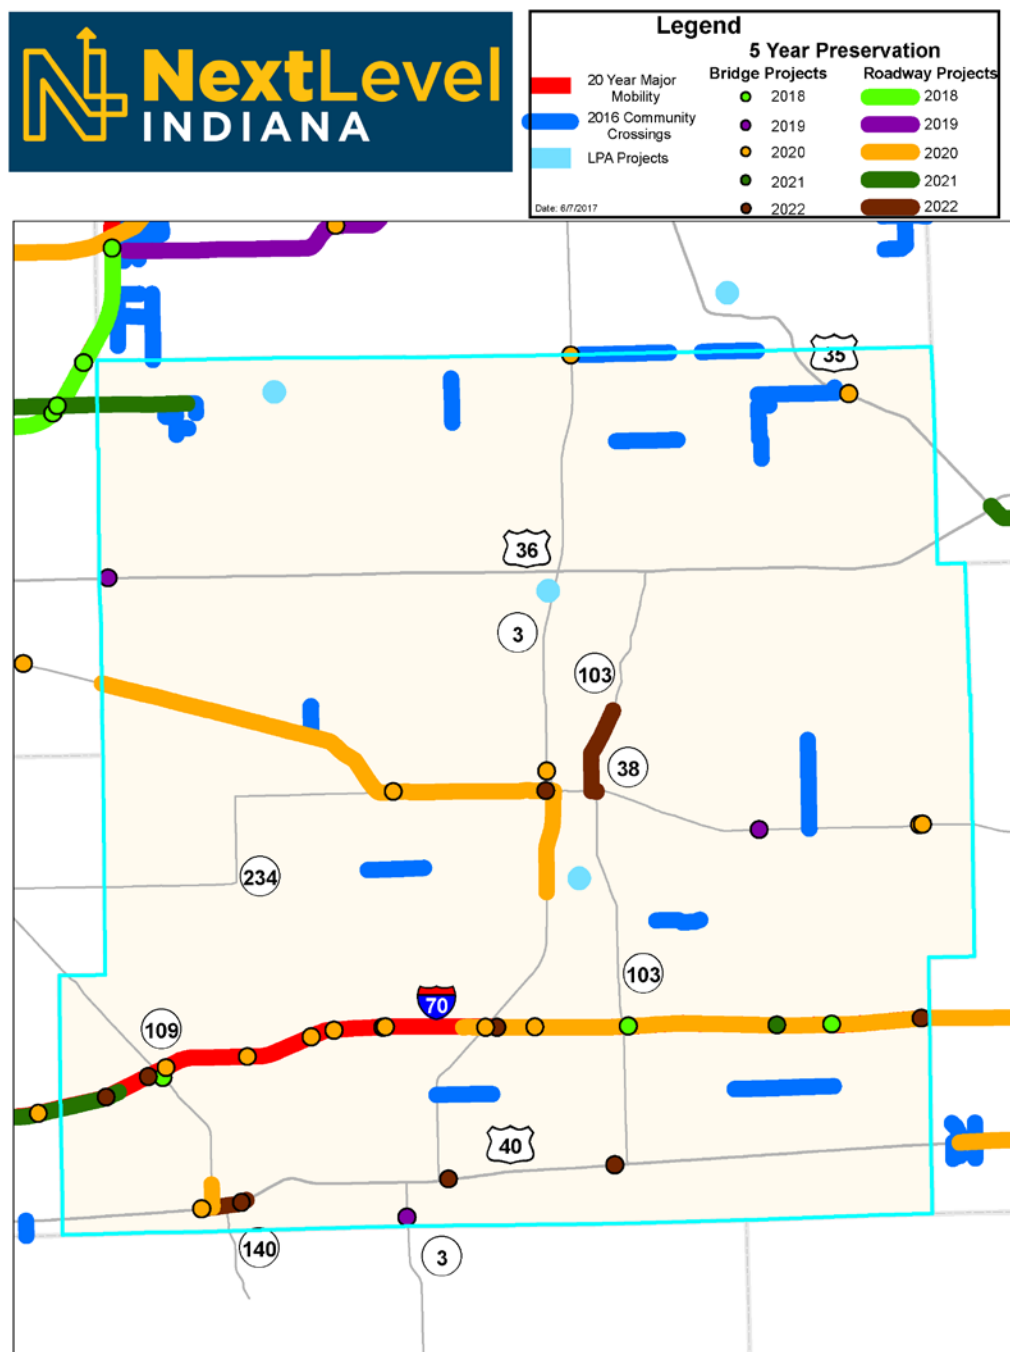 NextLevel
INDIANA
Legend
5 Year Preservation
Bridge Projects
Roadway Projects
20 Year Major
Mobility
2016 Community
Crossings
LPA Projects
2018
2019
2020
2021
2022
2018
2019
2020
2021
2022
Date: 6/7/2017
35
36
3
103
38
234
103
70
109
40
140
3